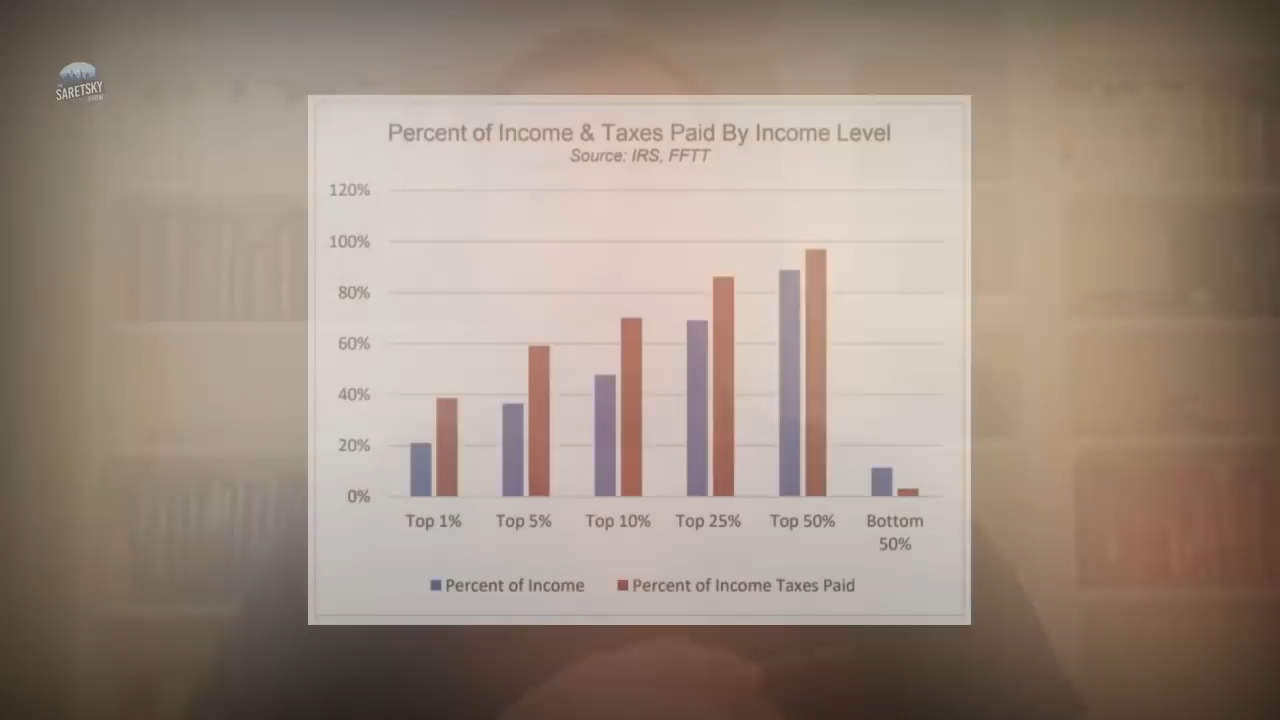 SARETSKY
Percent of Income & Taxes Paid By Income Level
Source: IRS, FFTT
120%
100%
80%
60%
40%
20%
0%
Top 1% Top 5% Top 10% Top 25% Top 50% Bottom
50%
Percent of Income Percent of Income Taxes Paid